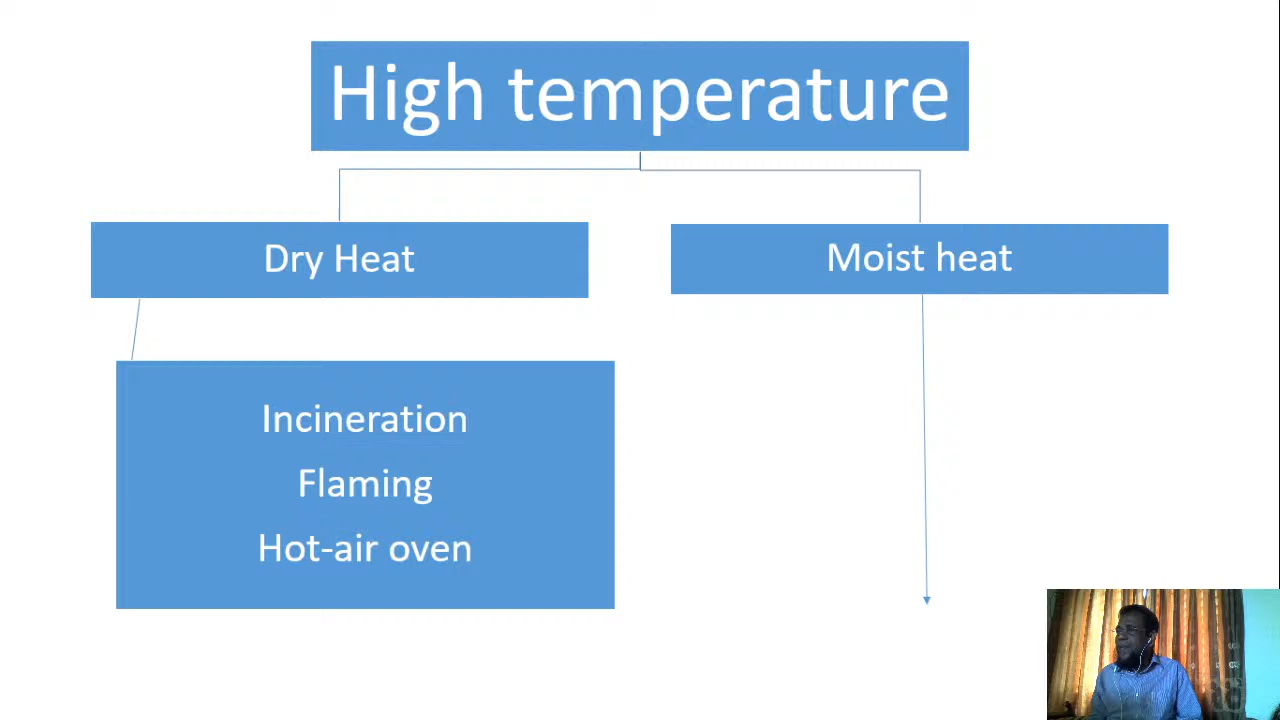 High temperature
Dry Heat
Moist heat
Incineration
Flaming
Hot-air oven